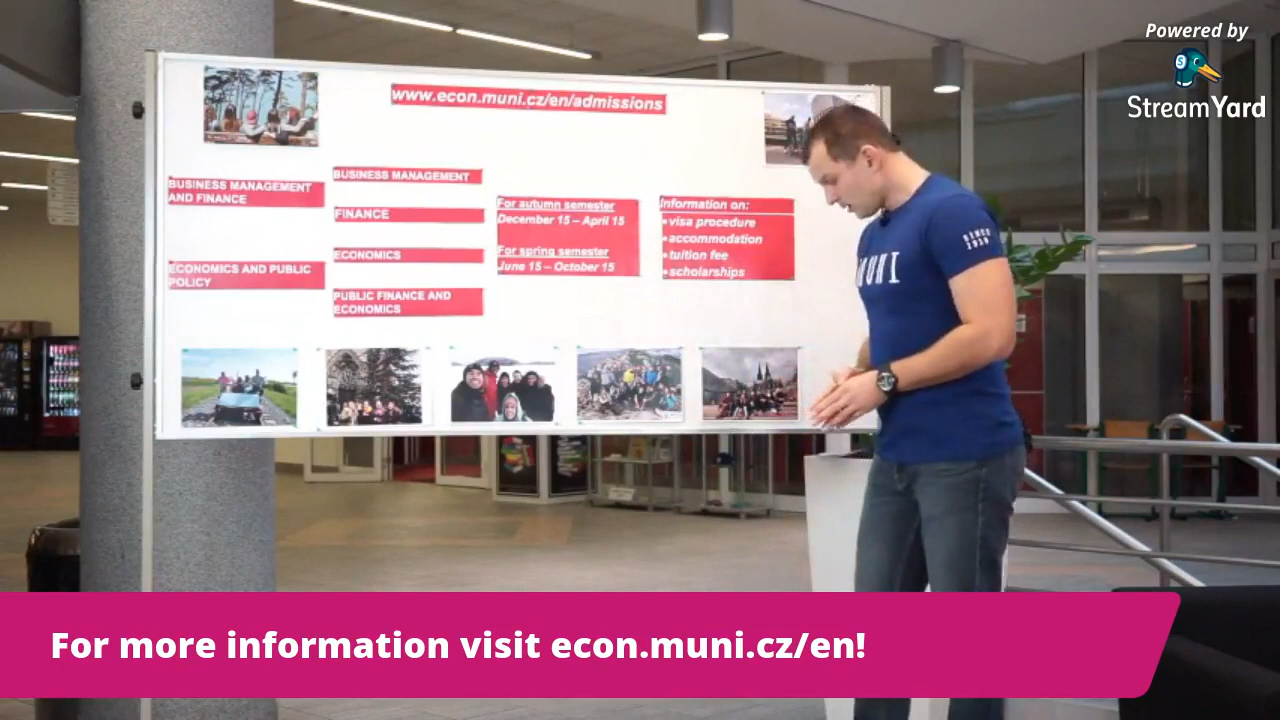 Powered by
StreamYard
www.econ.muni.cz/en/admissions
BUSINESS MANAGEMENT
AND FINANCE
ECONOMICS AND PUBLIC
POLICY
BUSINESS MANAGEMENT
FINANCE
ECONOMICS
PUBLIC FINANCE AND
ECONOMICS
For autumn semester
December 15 – April 15
For spring semester
June 15 – October 15
Information on:
•visa procedure
•accommodation
•tuition fee
•scholarships
MUNI
SINCE
1919
For more information visit econ.muni.cz/en!